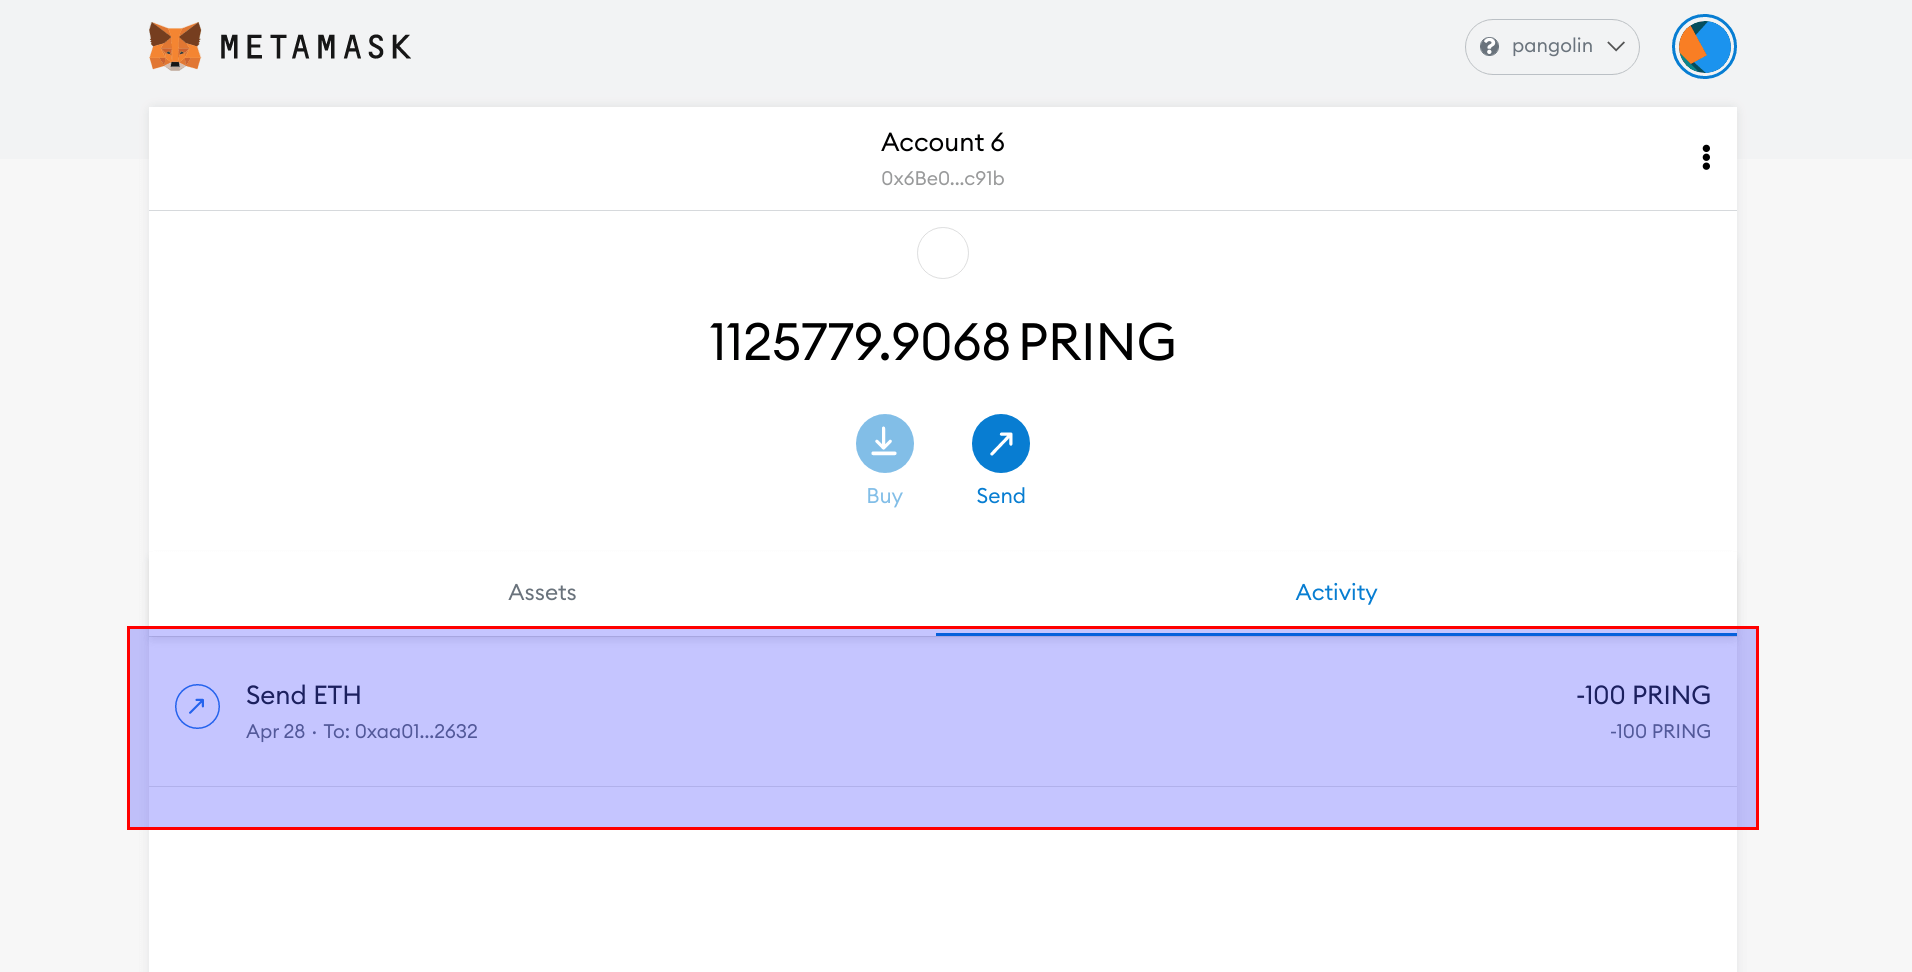 METAMASK
pangolin
Account 6
0x6Be0...c91b
1125779.9068 PRING
Buy
Send
Assets
Activity
Send ETH
-100 PRING
Apr 28 · To: 0xaa01...2632
-100 PRING